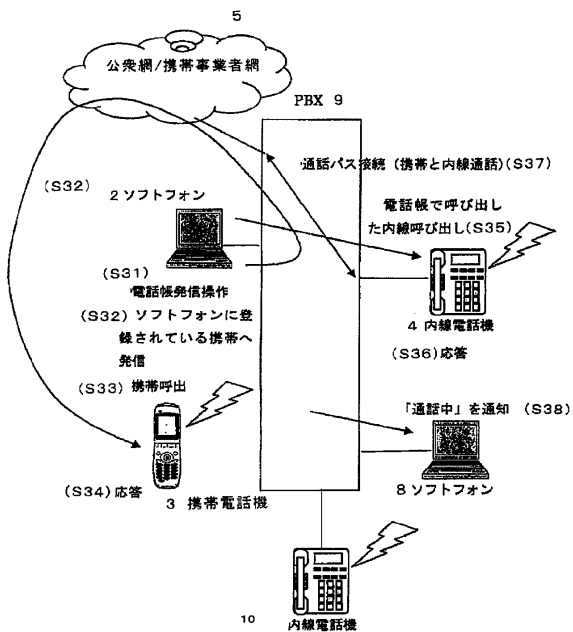 5
公衆網/携帯事業者網
PBX 9
通話パス接続 (携帯と内線通話)(S37)
(S32)
2 ソフトフォン
電話帳で呼び出し
た内線呼び出し(S35)
(S31)
電話帳発信操作
(S32) ソフトフォンに登
録されている携帯へ
発信
4 内線電話機
(S36)応答
(S33) 携帯呼出
「通話中」を通知 (S38)
8 ソフトフォン
(S34)応答
3 携帯電話機
10
内線電話機